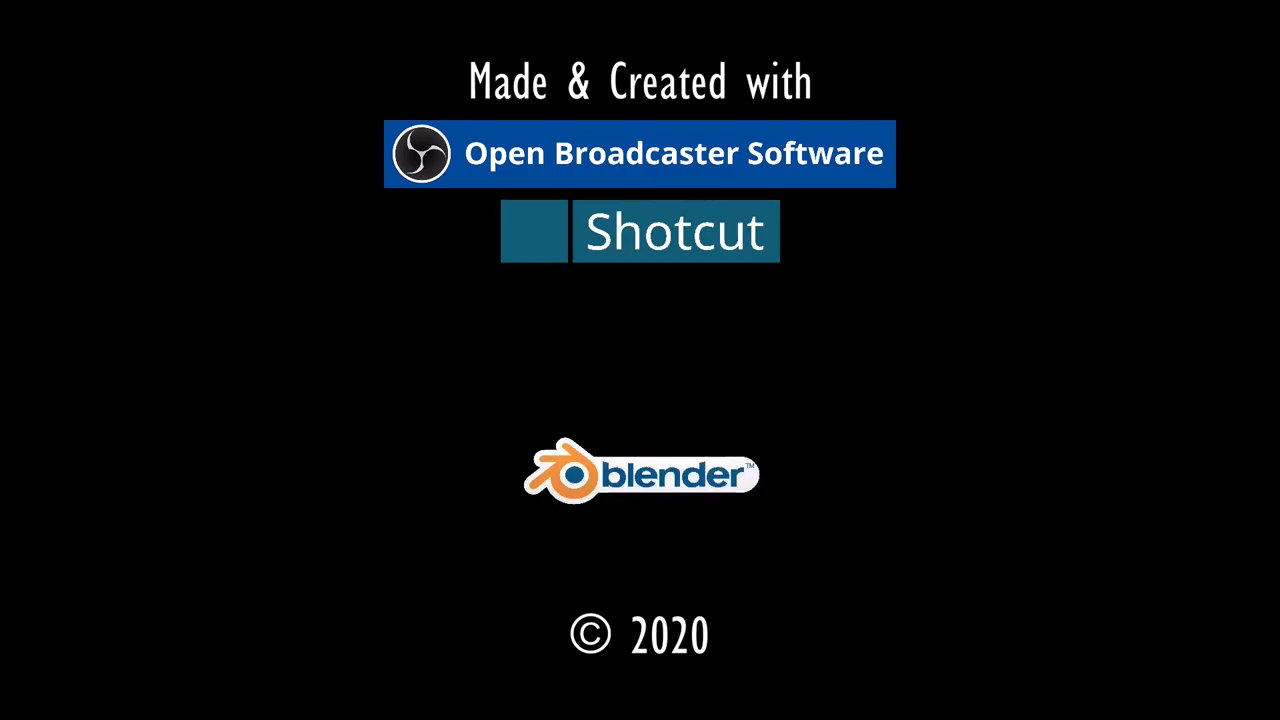 Made & Created with
Open Broadcaster Software
Shotcut
blender™
© 2020